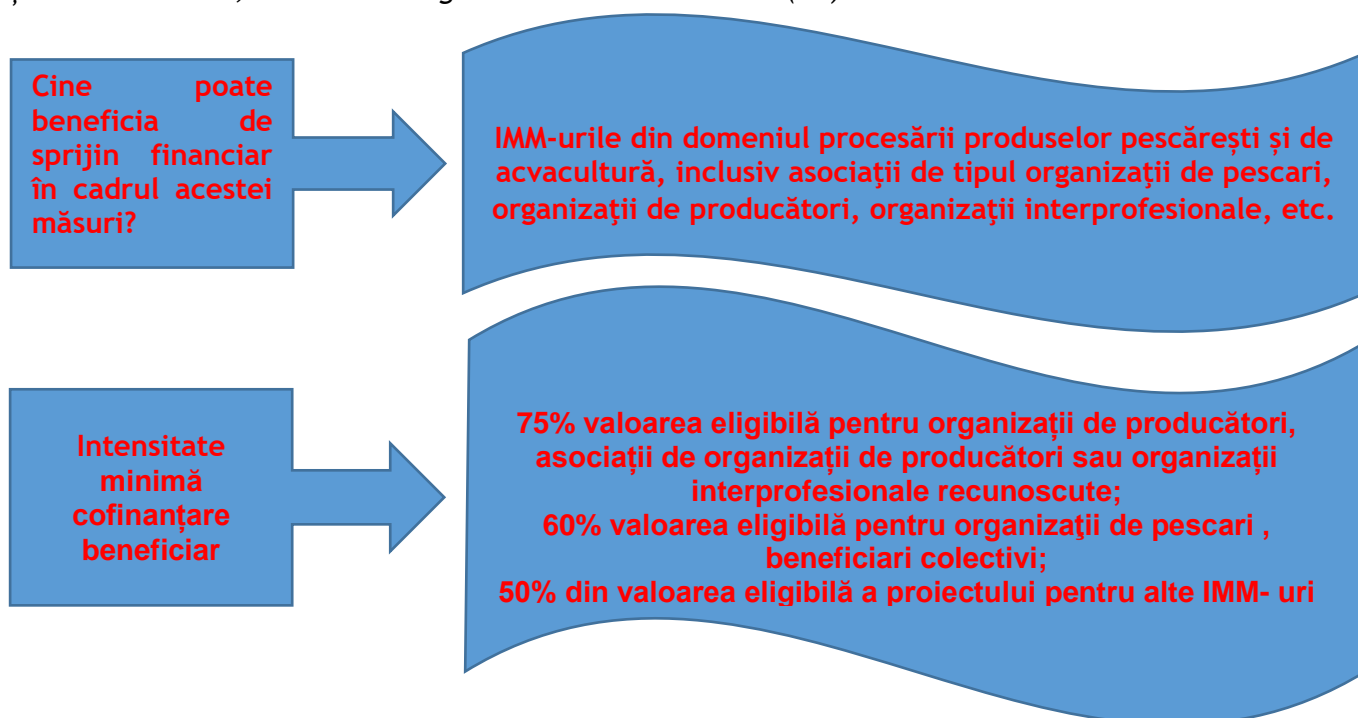 Cine poate
beneficia de
sprijin financiar
în cadrul acestei
măsuri?
IMM-urile din domeniul procesării produselor pescărești și de
acvacultură, inclusiv asociaţii de tipul organizaţii de pescari,
organizaţii de producători, organizaţii interprofesionale, etc.
Intensitate
minimă
cofinanțare
beneficiar
75% valoarea eligibilă pentru organizații de producători,
asociații de organizații de producători sau organizații
interprofesionale recunoscute;
60% valoarea eligibilă pentru organizaţii de pescari ,
beneficiari colectivi;
50% din valoarea eligibilă a proiectului pentru alte IMM- uri